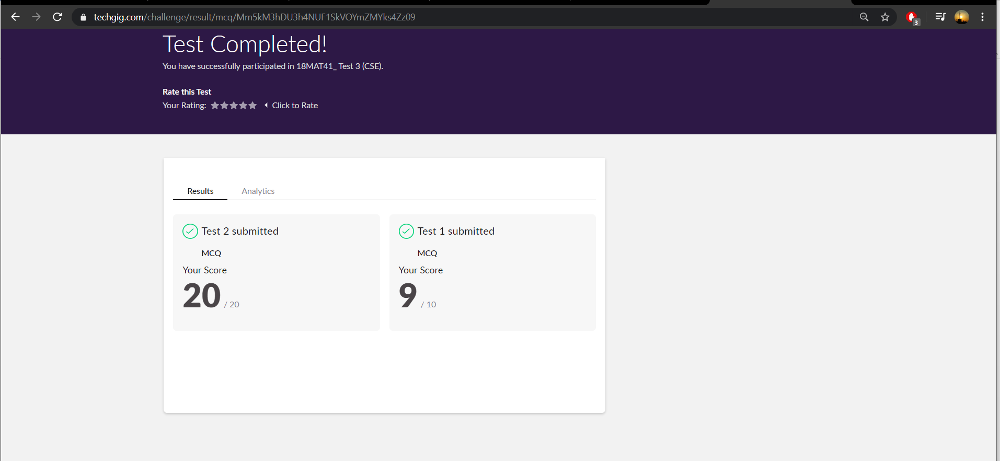 techgig.com/challenge/result/mcq/Mm5kM3hDU3h4NUF1SkVOYmZMYks4Zz09
3
Test Completed!
You have successfully participated in 18MAT41_ Test 3 (CSE).
Rate this Test
Your Rating:
Click to Rate
Results
Analytics
Test 2 submitted
MCQ
Your Score
20 / 20
Test 1 submitted
MCQ
Your Score
9 / 10